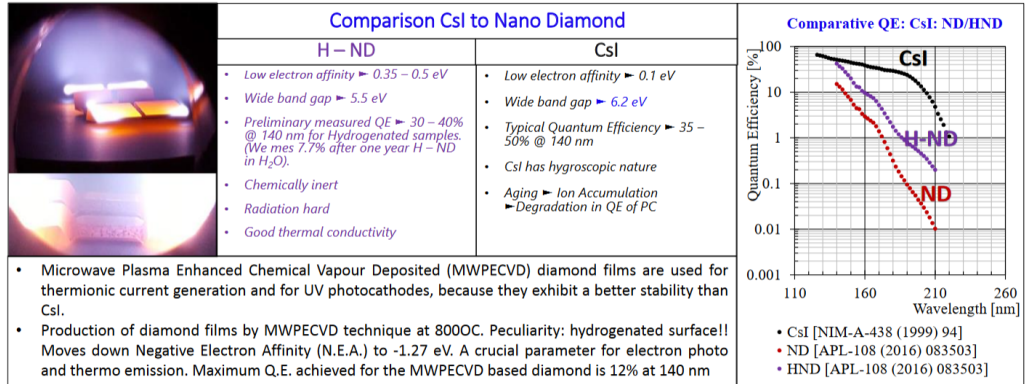 Comparison CsI to Nano Diamond
H – ND
• Low electron affinity ► 0.35 – 0.5 eV
• Wide band gap ► 5.5 eV
• Preliminary measured QE ► 30 – 40%
@ 140 nm for Hydrogenated samples.
(We mes 7.7% after one year H – ND
in H2O).
• Chemically inert
• Radiation hard
• Good thermal conductivity
CsI
• Low electron affinity ► 0.1 eV
• Wide band gap ► 6.2 eV
• Typical Quantum Efficiency ► 35 –
50% @ 140 nm
• CsI has hygroscopic nature
• Aging ► Ion Accumulation
►Degradation in QE of PC
• Microwave Plasma Enhanced Chemical Vapour Deposited (MWPECVD) diamond films are used for
thermionic current generation and for UV photocathodes, because they exhibit a better stability than
CsI.
• Production of diamond films by MWPECVD technique at 800OC. Peculiarity: hydrogenated surface!!
Moves down Negative Electron Affinity (N.E.A.) to -1.27 eV. A crucial parameter for electron photo
and thermo emission. Maximum Q.E. achieved for the MWPECVD based diamond is 12% at 140 nm
Comparative QE: CsI: ND/HND
Quantum Efficiency [%]
100
10
1
0.1
0.01
0.001
CsI
H-ND
ND
110 160 210 260
Wavelength [nm]
• CsI [NIM-A-438 (1999) 94]
• ND [APL-108 (2016) 083503]
• HND [APL-108 (2016) 083503]